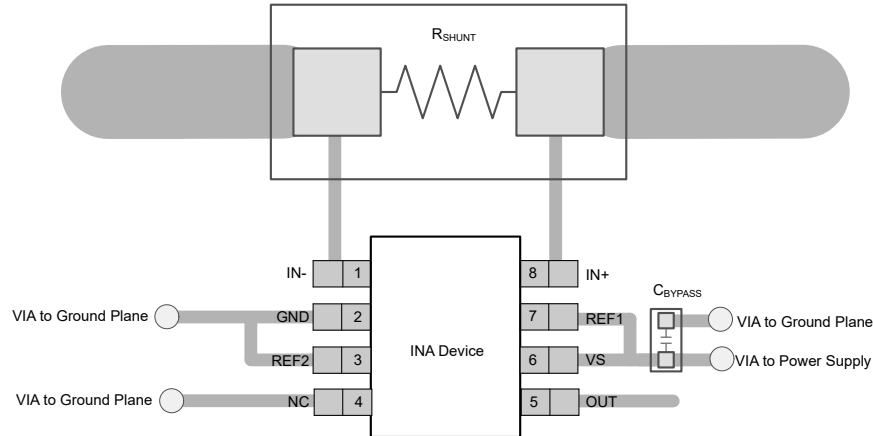 RSHUNT
IN-
1
8
IN+
CBYPASS
VIA to Ground Plane
GND
2
7
REF1
VIA to Ground Plane
REF2
3
INA Device
6
VS
VIA to Power Supply
VIA to Ground Plane
NC
4
5
OUT